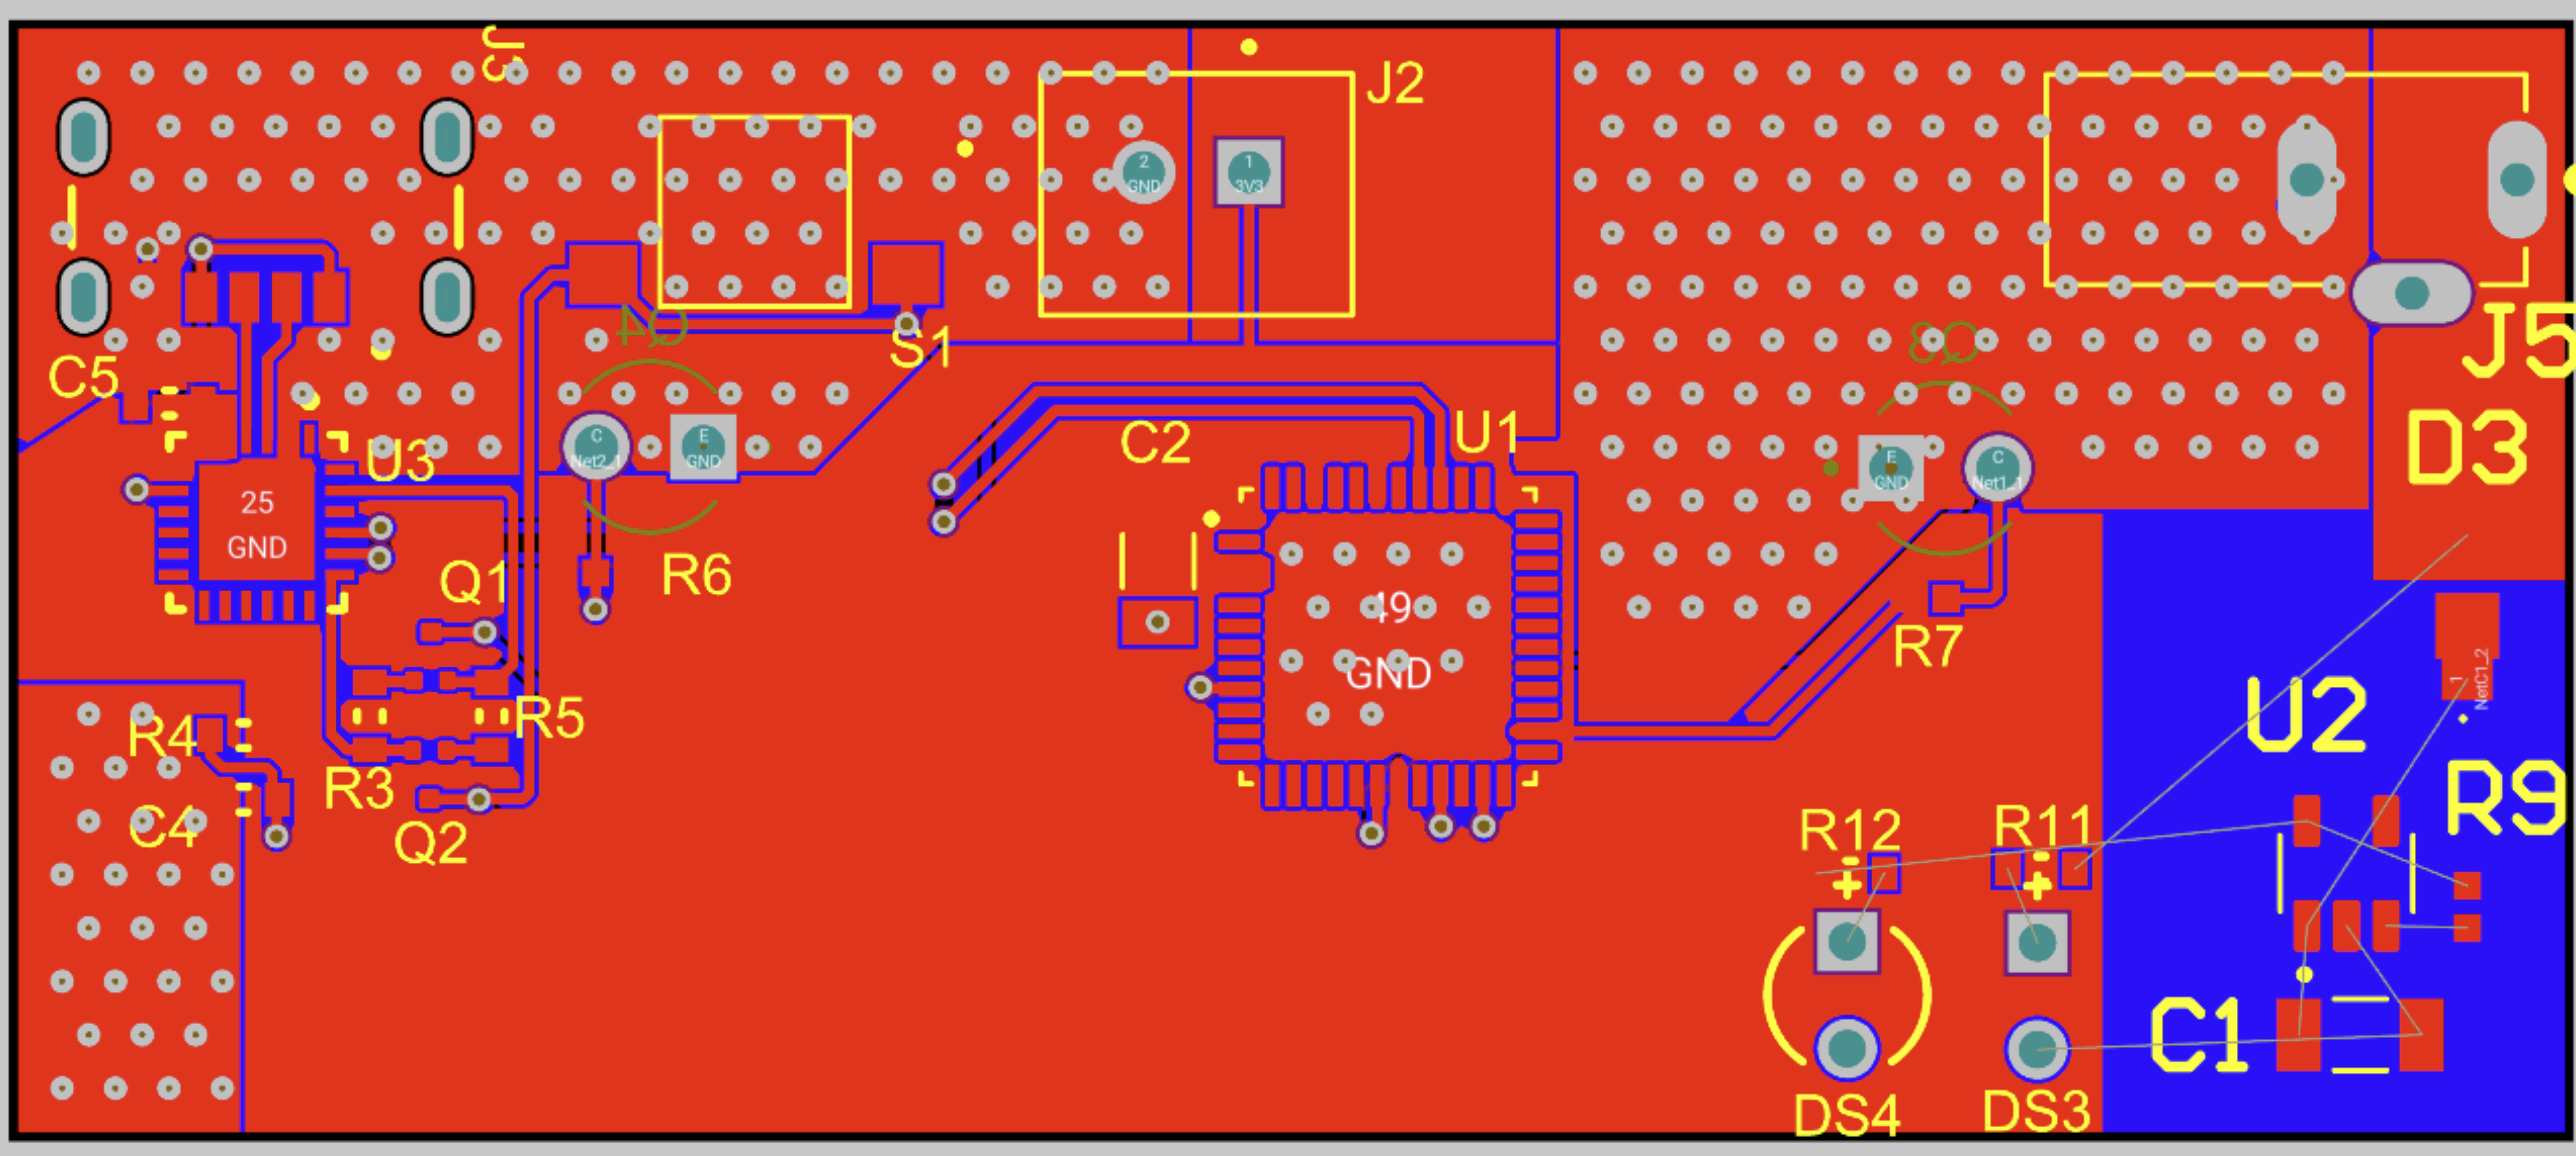 J3
J2
2
GND
1
3V3
Q4
S1
C5
J5
Q3
D3
C2
U1
U3
C
Net2_1
E
GND
E
GND
C
Net1_1
25
GND
Q1
R6
49
GND
R7
1
NetC1_2
U2
R4
R5
R3
R9
C4
Q2
R12
R11
C1
DS4
DS3